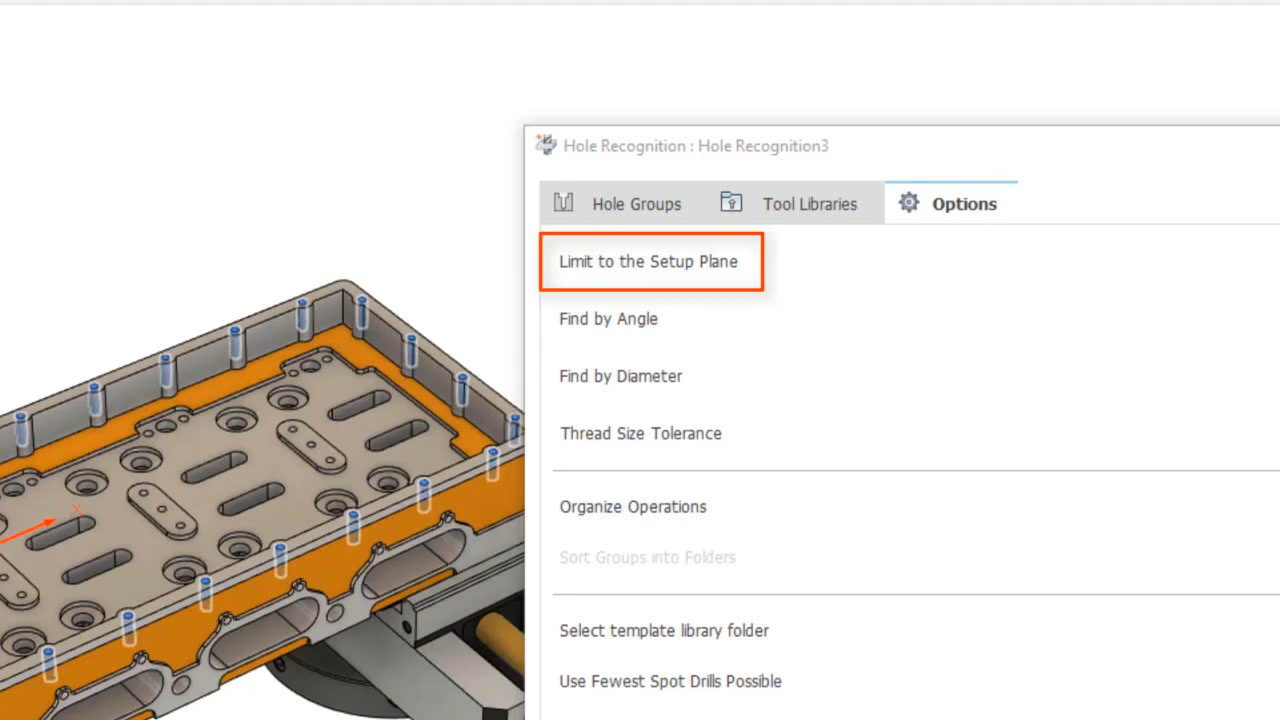 Hole Recognition : Hole Recognition3
Hole Groups Tool Libraries Options
Limit to the Setup Plane
Find by Angle
Find by Diameter
Thread Size Tolerance
Organize Operations
Sort Groups into Folders
Select template library folder
Use Fewest Spot Drills Possible
X